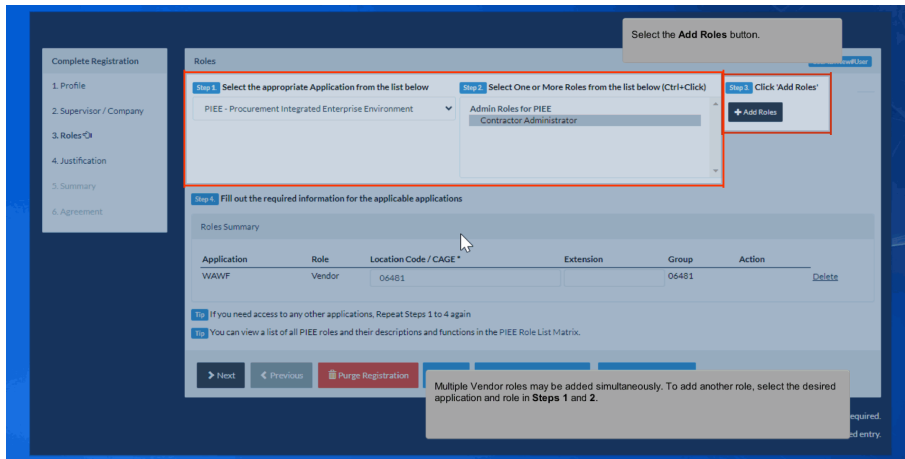 Select the Add Roles button.
Complete Registration
1. Profile
2. Supervisor / Company
3. Roles
4. Justification
5. Summary
6. Agreement
Roles
Step 1 Select the appropriate Application from the list below
PIEE - Procurement Integrated Enterprise Environment
Step 2 Select One or More Roles from the list below (Ctrl+Click)
Admin Roles for PIEE
Contractor Administrator
Step 3 Click 'Add Roles'
+ Add Roles
Step 4 Fill out the required information for the applicable applications
Roles Summary
Application Role Location Code / CAGE * Extension Group Action
WAWF Vendor 06481 06481 Delete
Tip If you need access to any other applications, Repeat Steps 1 to 4 again
Tip You can view a list of all PIEE roles and their descriptions and functions in the PIEE Role List Matrix.
Next Previous Purge Registration
Multiple Vendor roles may be added simultaneously. To add another role, select the desired
application and role in Steps 1 and 2.
equired.
ed entry.